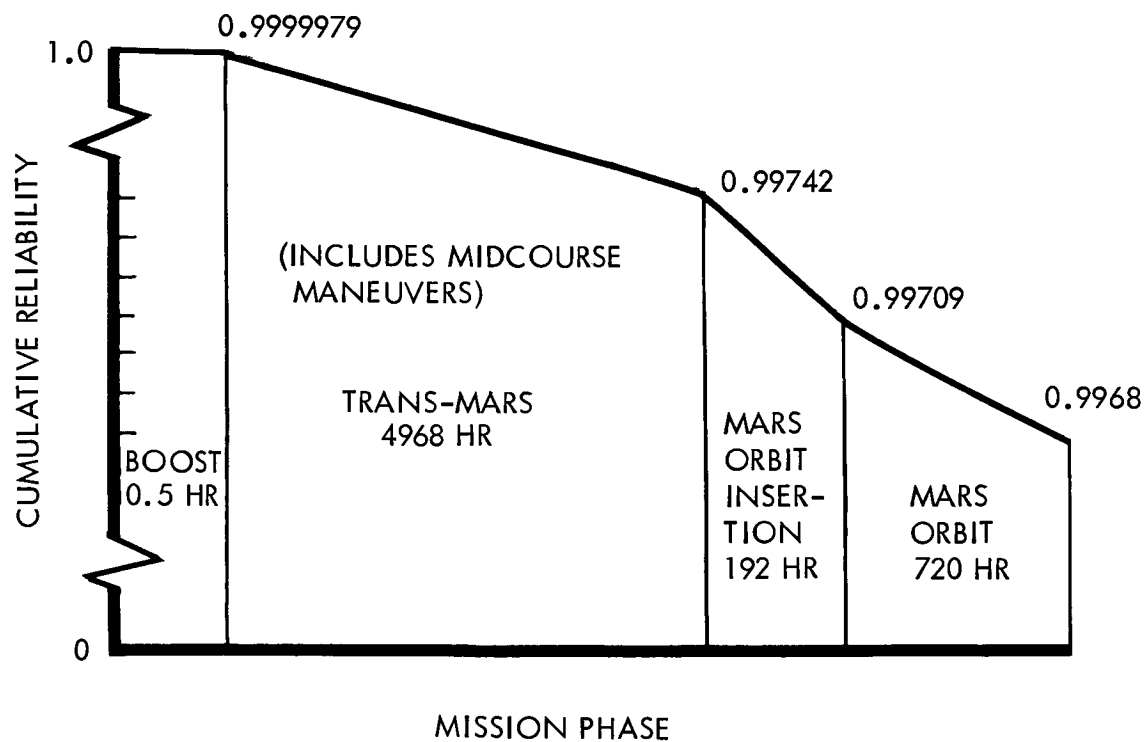 0.9999979
1.0
0.99742
(INCLUDES MIDCOURSE
MANEUVERS)
0.99709
TRANS-MARS
4968 HR
0.9968
MARS
ORBIT
INSER-
TION
192 HR
BOOST
0.5 HR
MARS
ORBIT
720 HR
CUMULATIVE RELIABILITY
0
MISSION PHASE